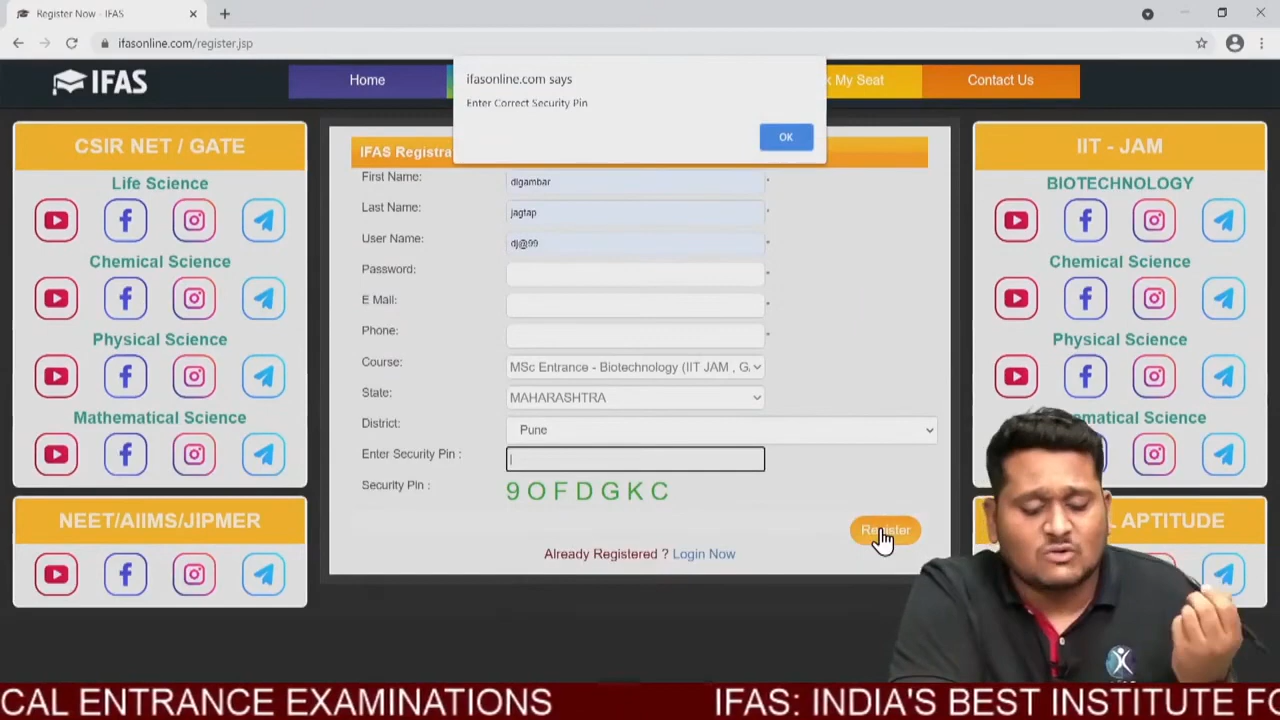 Register Now - IFAS
ifasonline.com/register.jsp
IFAS
Home
k My Seat
Contact Us
ifasonline.com says
Enter Correct Security Pin
OK
CSIR NET / GATE
Life Science
Chemical Science
Physical Science
Mathematical Science
NEET/AIIMS/JIPMER
IFAS Registra
First Name:
digambar
Last Name:
jagtap
User Name:
dj@99
Password:
E Mail:
Phone:
Course:
MSc Entrance - Biotechnology (IIT JAM , G
State:
MAHARASHTRA
District:
Pune
Enter Security Pin :
Security Pin :
9 O F D G K C
Register
Already Registered ? Login Now
IIT - JAM
BIOTECHNOLOGY
Chemical Science
Physical Science
ematical Science
APTITUDE
CAL ENTRANCE EXAMINATIONS
IFAS: INDIA'S BEST INSTITUTE FO